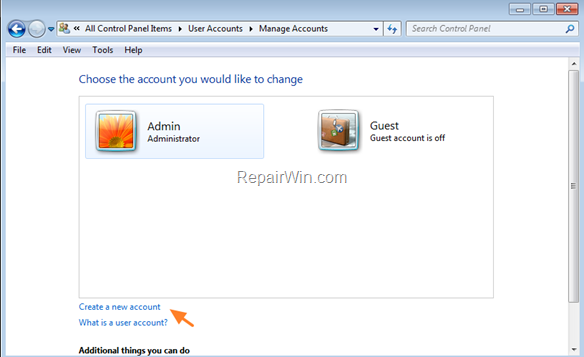 « All Control Panel Items ▸ User Accounts ▸ Manage Accounts Search Control Panel
File Edit View Tools Help
Choose the account you would like to change
Admin
Administrator
Guest
Guest account is off
RepairWin.com
Create a new account
What is a user account?
Additional things you can do